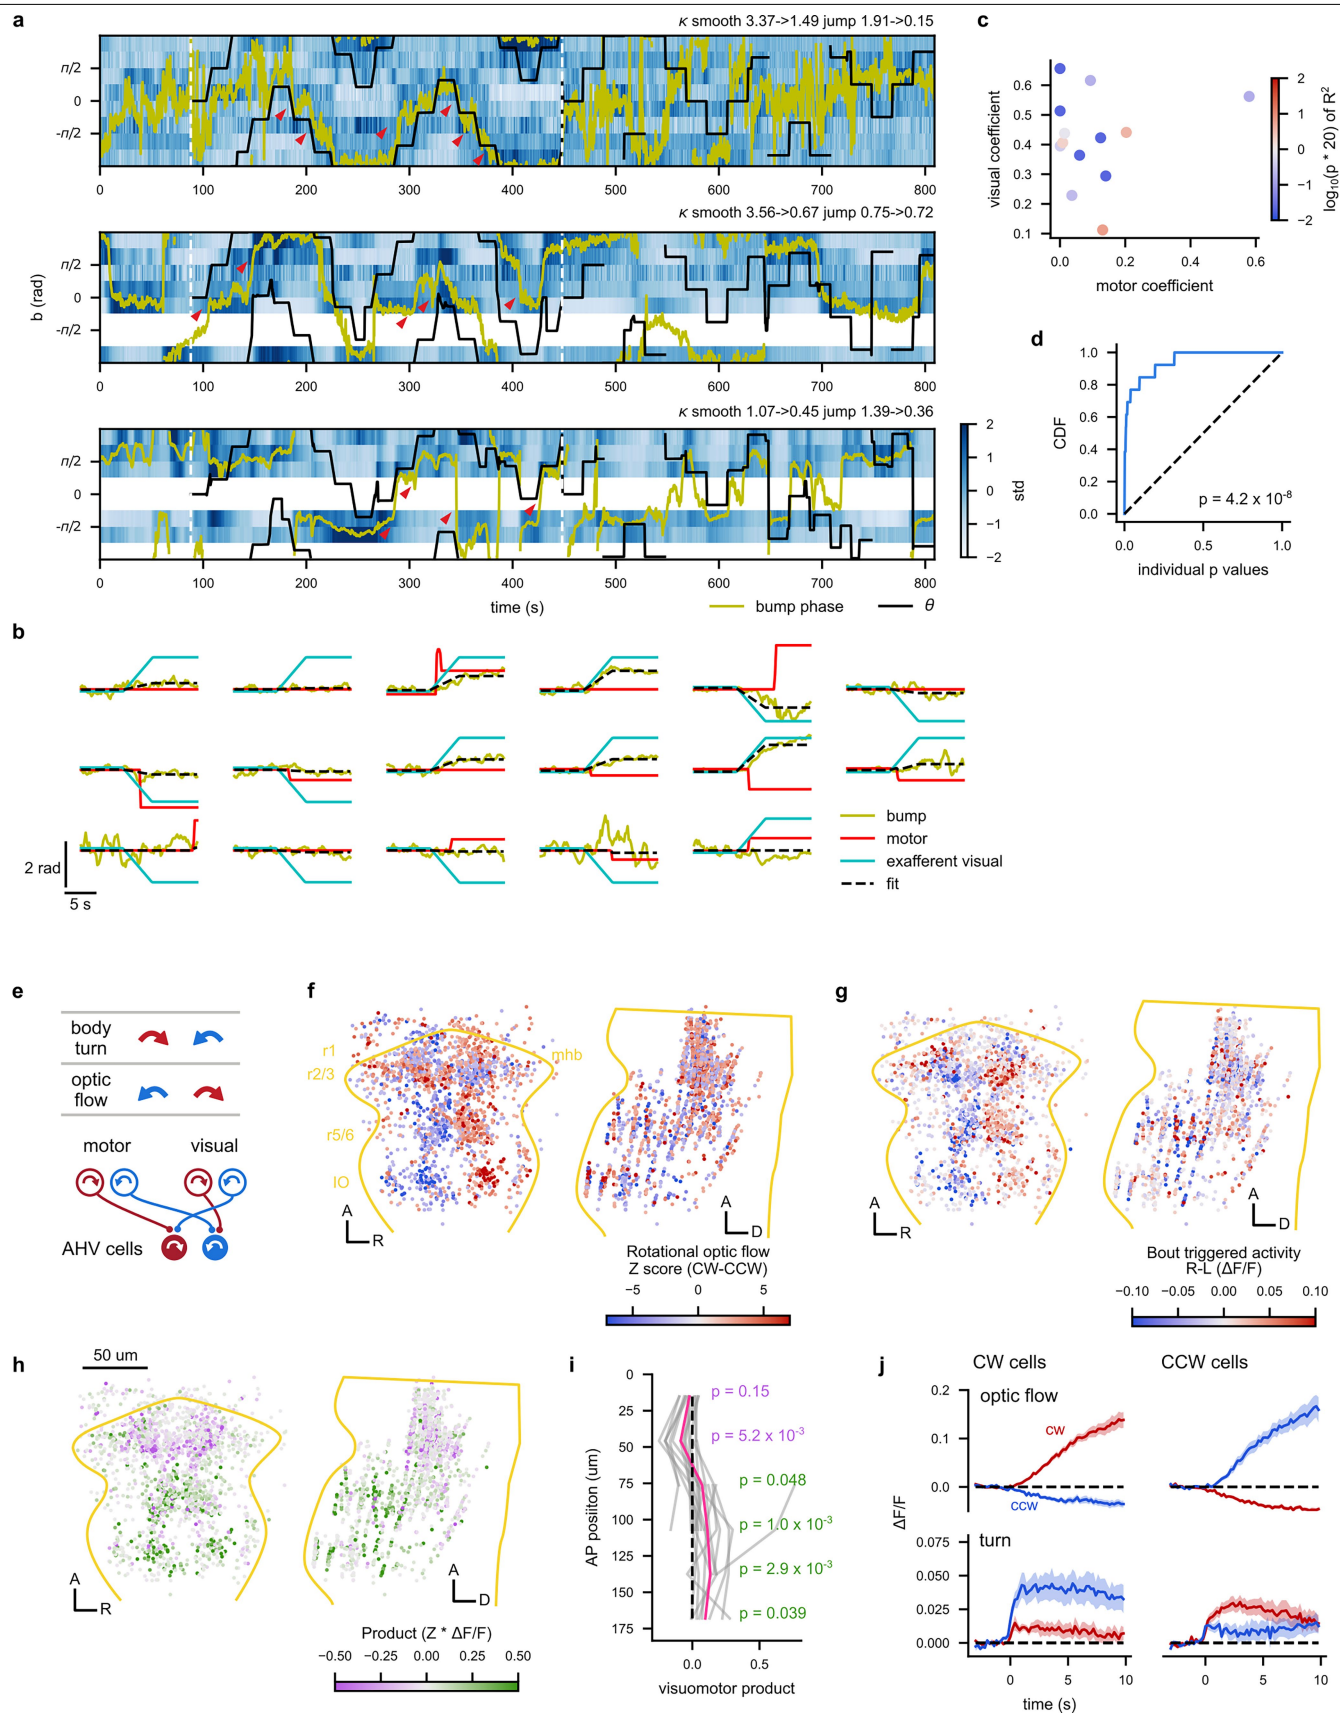 a
κ smooth 3.37->1.49 jump 1.91->0.15
π/2
0
-π/2
0 100 200 300 400 500 600 700 800
κ smooth 3.56->0.67 jump 0.75->0.72
b (rad)
π/2
0
-π/2
0 100 200 300 400 500 600 700 800
κ smooth 1.07->0.45 jump 1.39->0.36
π/2
0
-π/2
0 100 200 300 400 500 600 700 800
time (s)
bump phase
θ
2
1
0
−1
−2
std
b
2 rad
5 s
bump
motor
exafferent visual
fit
c
visual coefficient
0.6
0.5
0.4
0.3
0.2
0.1
0.0 0.2 0.4 0.6
motor coefficient
2
1
0
−1
−2
log10(p * 20)) of R2
d
CDF
1.0
0.8
0.6
0.4
0.2
0.0
p = 4.2 x 10-8
0.0 0.5 1.0
individual p values
e
body
turn
optic
flow
motor visual
AHV cells
f
r1
r2/3
r5/6
IO
mhb
A
R
A
D
Rotational optic flow
Z score (CW-CCW)
−5 0 5
g
A
R
A
D
Bout triggered activity
R-L (ΔF/F)
−0.10 −0.05 0.00 0.05 0.10
h
50 um
A
R
A
D
Product (Z * ΔF/F)
−0.50 −0.25 0.00 0.25 0.50
i
AP posiiton (um)
0
25
50
75
100
125
150
175
p = 0.15
p = 5.2 x 10-3
p = 0.048
p = 1.0 x 10-3
p = 2.9 x 10-3
p = 0.039
0.0 0.5
visuomotor product
j
CW cells CCW cells
optic flow
0.2
0.1
0.0
CW
CCW
ΔF/F
turn
0.075
0.050
0.025
0.000
0 5 10
0 5 10
time (s)